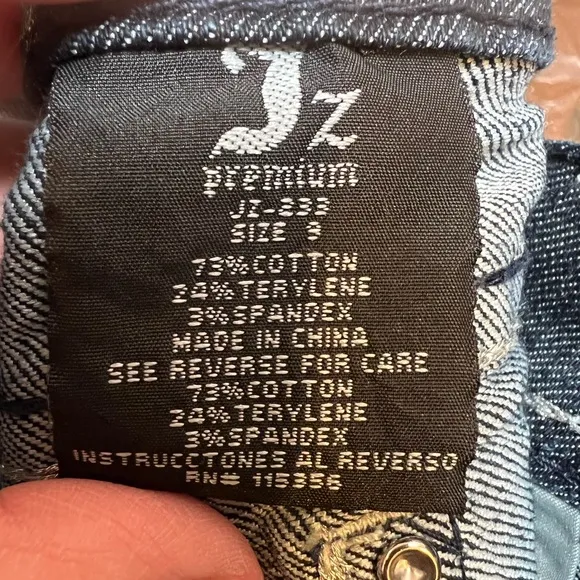 Jz
premium
JZ-333
SIZE 3
73%COTTON
24%TERYLENE
3%SPANDEX
MADE IN CHINA
SEE REVERSE FOR CARE
73%COTTON
24%TERYLENE
3%SPANDEX
INSTRUCCTONES AL REVERSO
RN# 115356